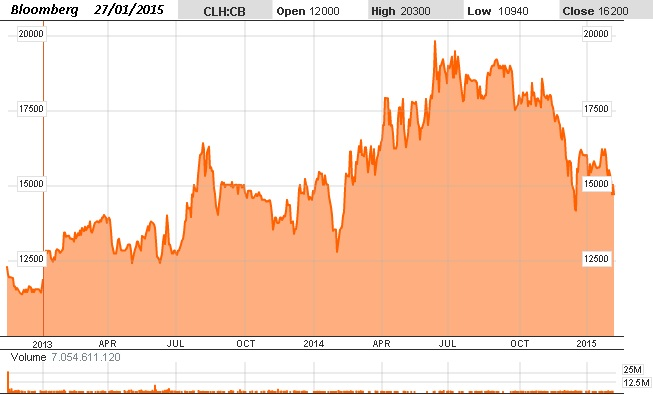 Bloomberg 27/01/2015 CLH:CB Open 12000 High 20300 Low 10940 Close 16200
20000 20000
17500 17500
15000 15000
12500 12500
2013 APR JUL OCT 2014 APR JUL OCT 2015
Volume 7.054.611.120
25M
12.5M